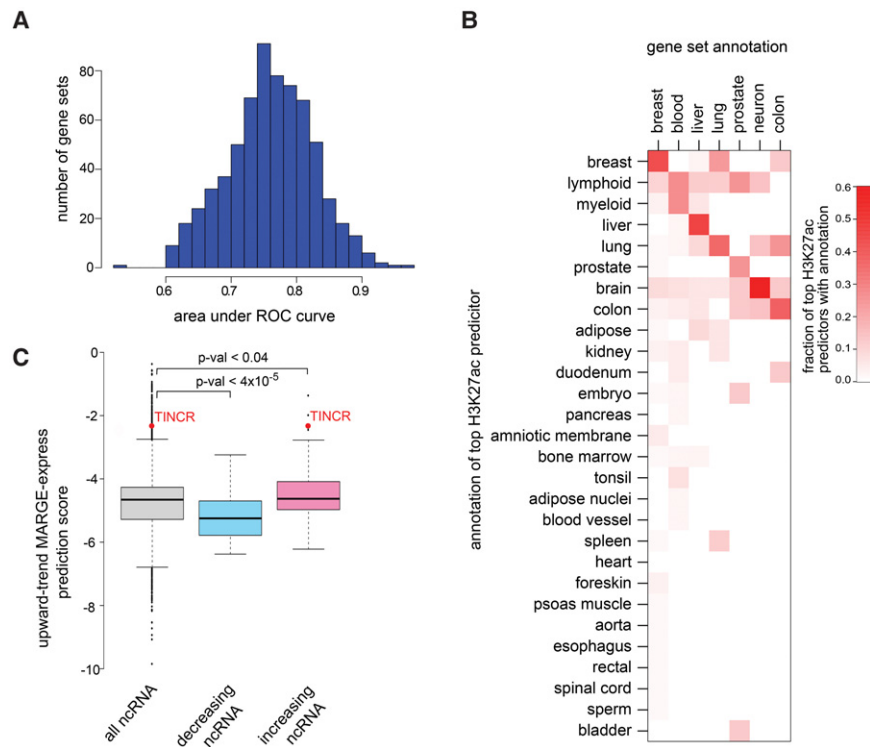 A
number of gene sets
80
60
40
20
0
0.6
0.7
0.8
0.9
area under ROC curve
B
gene set annotation
breast
blood
liver
lung
prostate
neuron
colon
annotation of top H3K27ac predicitor
breast
lymphoid
myeloid
liver
lung
prostate
brain
colon
adipose
kidney
duodenum
embryo
pancreas
amniotic membrane
bone marrow
tonsil
adipose nuclei
blood vessel
spleen
heart
foreskin
psoas muscle
aorta
esophagus
rectal
spinal cord
sperm
bladder
fraction of top H3K27ac
predictors with annotation
0.6
0.5
0.4
0.3
0.2
0.1
0.0
C
upward-trend MARGE-express
prediction score
0
-2
-4
-6
-8
-10
p-val < 0.04
p-val < 4x10⁻⁵
TINCR
TINCR
all ncRNA
decreasing
ncRNA
increasing
ncRNA